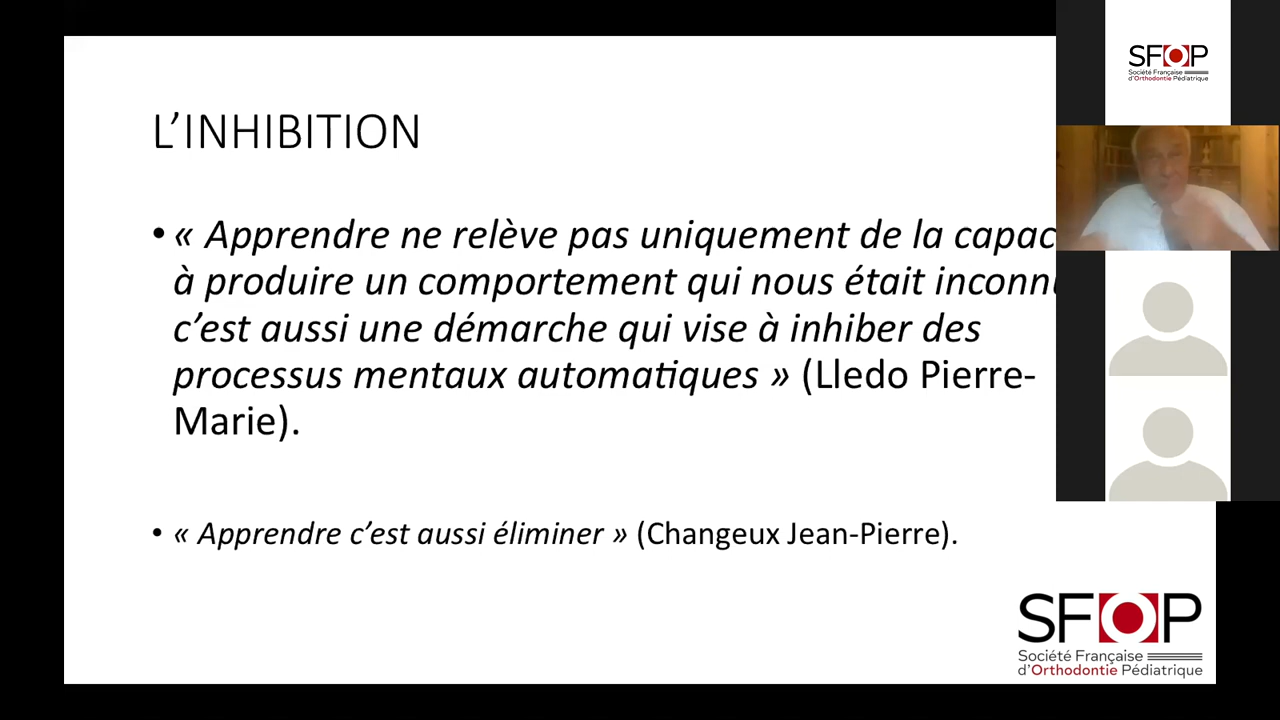 L’INHIBITION
• « Apprendre ne relève pas uniquement de la capac
à produire un comportement qui nous était inconn
c’est aussi une démarche qui vise à inhiber des
processus mentaux automatiques » (Lledo Pierre-
Marie).
• « Apprendre c’est aussi éliminer » (Changeux Jean-Pierre).
SFOP
Société Française
d’Orthodontie Pédiatrique
SFOP
Société Française
d’Orthodontie Pédiatrique